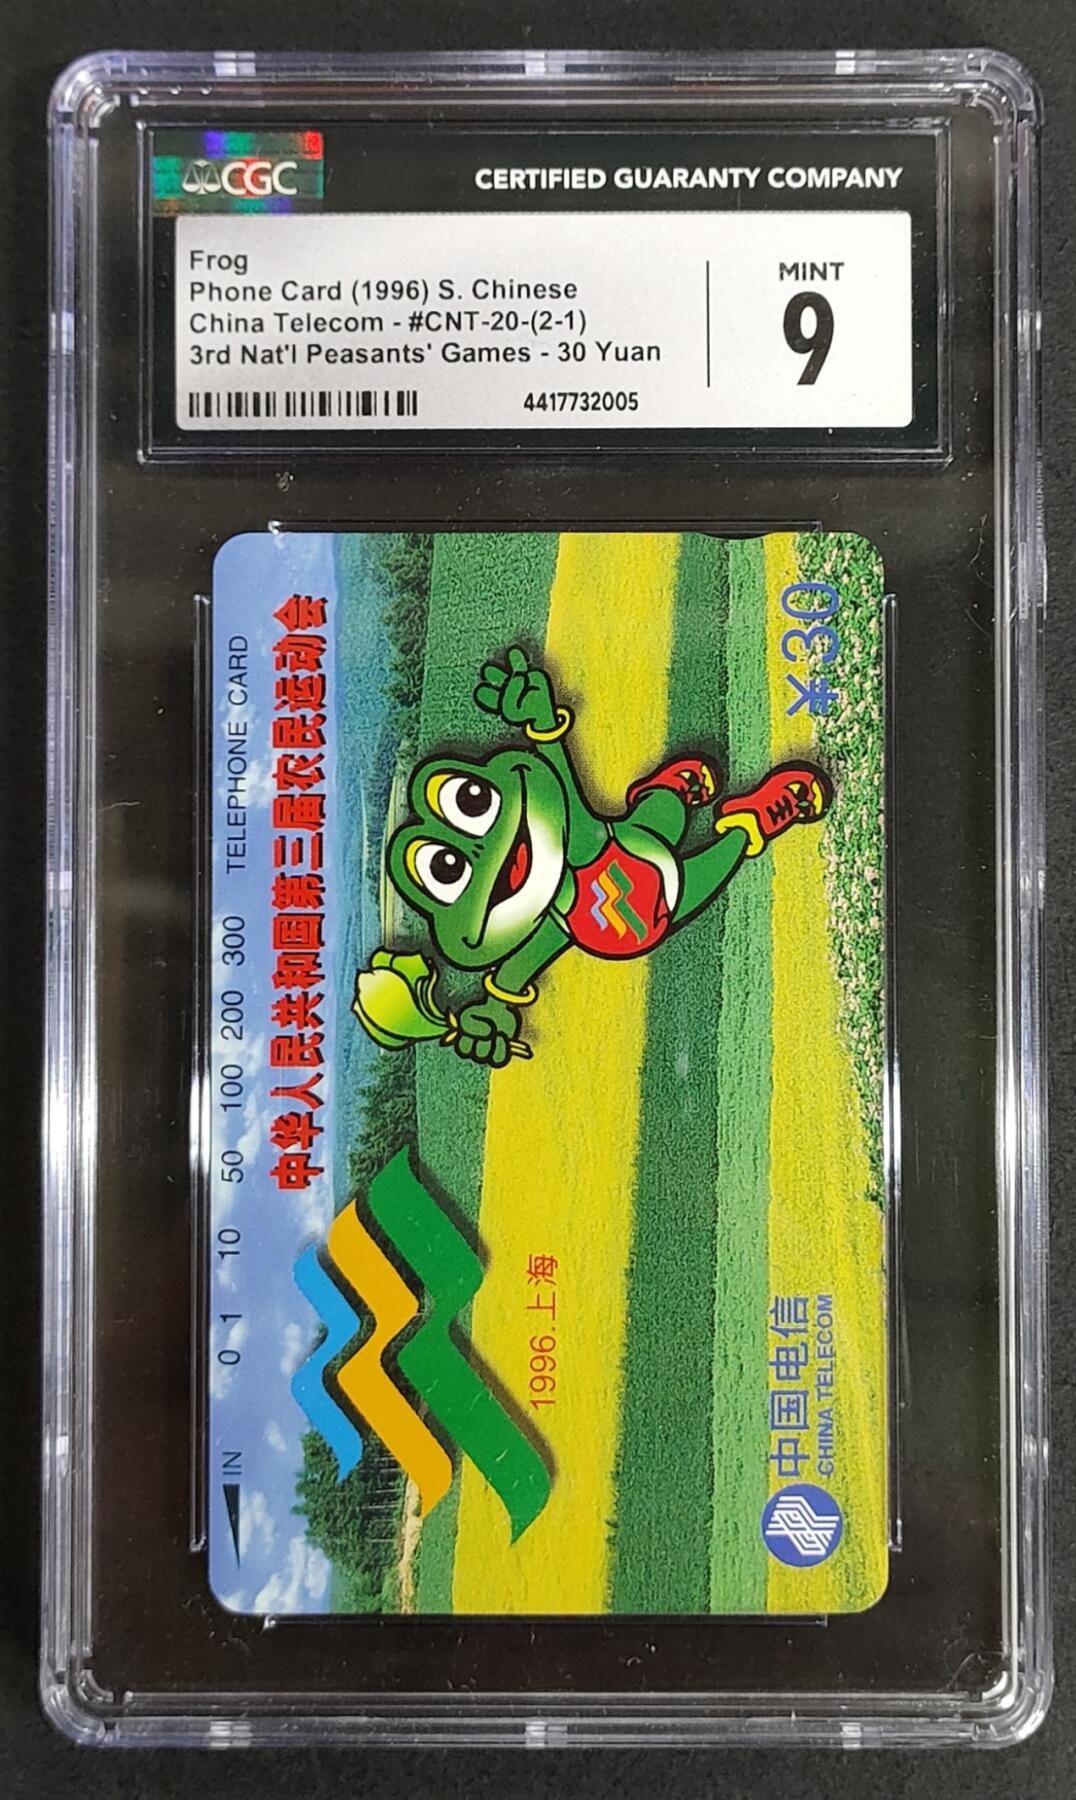 CGC
CERTIFIED GUARANTY COMPANY
Frog
Phone Card (1996) S. Chinese
China Telecom - #CNT-20-(2-1)
3rd Nat'l Peasants' Games - 30 Yuan
MINT
9
4417732005
IN 0 1 10 50 100 200 300 TELEPHONE CARD
中华人民共和国第三届农民运动会
1996.上海
中国电信
CHINA TELECOM
¥30